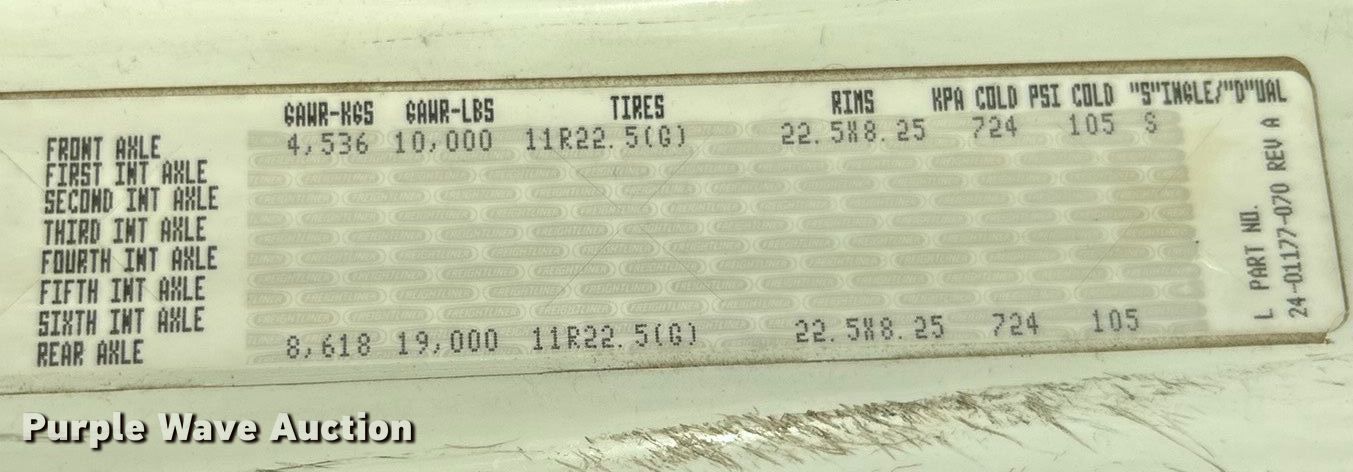 GAWR-KGS GAWR-LBS TIRES RIMS KPA COLD PSI COLD "S"INGLE/"D"UAL
FRONT AXLE 4,536 10,000 11R22.5(G) 22.5X8.25 724 105 S
FIRST INT AXLE
SECOND INT AXLE
THIRD INT AXLE
FOURTH INT AXLE
FIFTH INT AXLE
SIXTH INT AXLE
REAR AXLE 8,618 19,000 11R22.5(G) 22.5X8.25 724 105
L PART NO.
24-01177-070 REV A
FREIGHTLINER
Purple Wave Auction